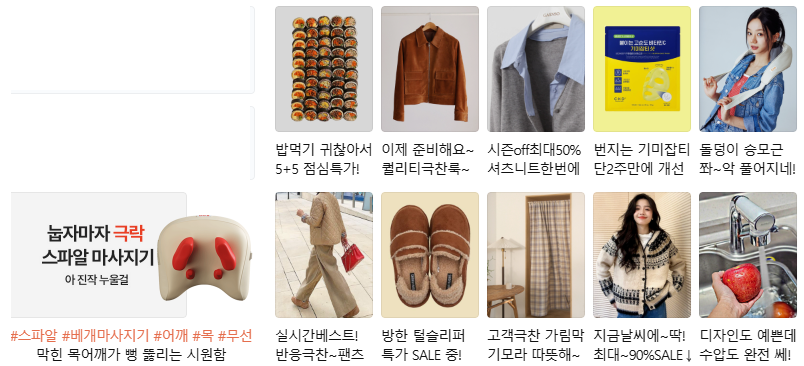 밥먹기 귀찮아서
5+5 점심특가!
이제 준비해요~
퀄리티극찬룩~
시즌off최대50%
셔츠니트한번에
번지는 기미잡티
단2주만에 개선
돌덩이 승모근
쫘~악 풀어지네!
눕자마자 극락
스파알 마사지기
아 진작 누울걸
#스파알 #베개마사지기 #어깨 #목 #무선
막힌 목어깨가 뻥 뚫리는 시원함
실시간베스트!
반응극찬~팬츠
방한 털슬리퍼
특가 SALE 중!
고객극찬 가림막
기모라 따뜻해~
지금날씨에~딱!
최대~90%SALE↓
디자인도 예쁜데
수압도 완전 쎄!